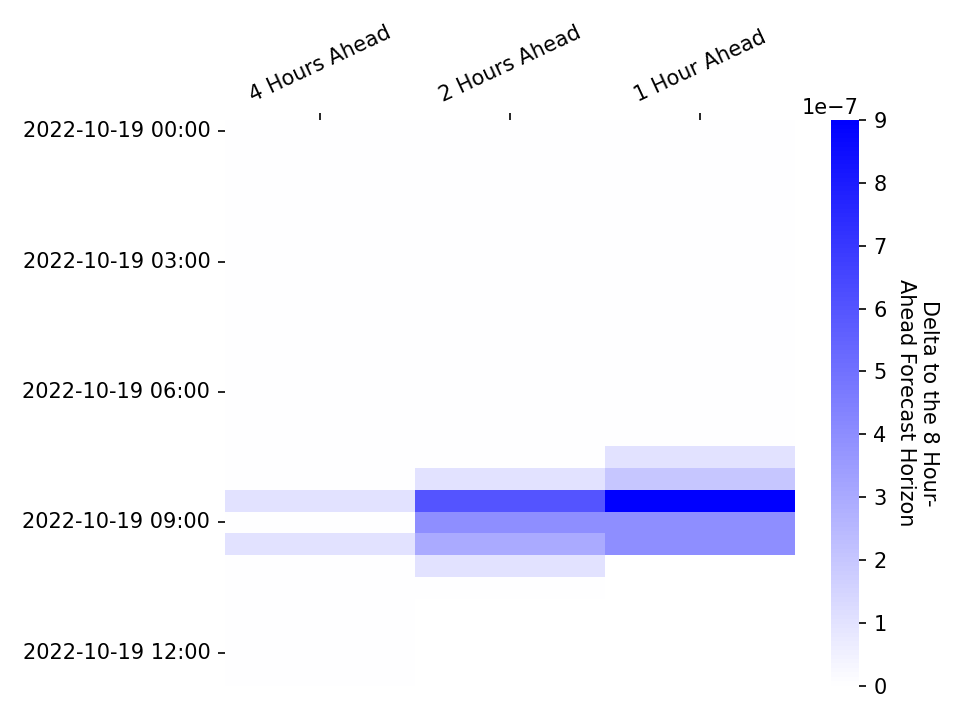 4 Hours Ahead
2 Hours Ahead
1 Hour Ahead
2022-10-19 00:00
2022-10-19 03:00
2022-10-19 06:00
2022-10-19 09:00
2022-10-19 12:00
1e−7
9
8
7
6
5
4
3
2
1
0
Delta to the 8 Hour-
Ahead Forecast Horizon